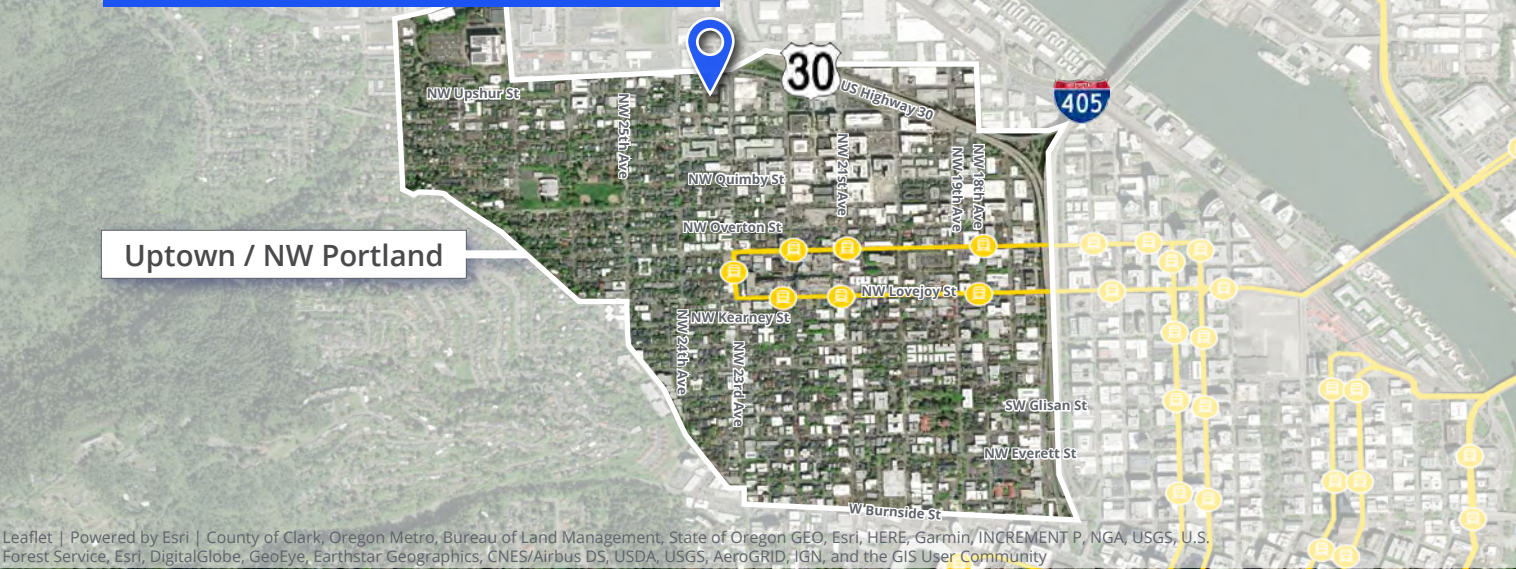 30
US Highway 30
405
NW Upshur St
NW 25th Ave
NW 21st Ave
NW 19th Ave
NW 18th Ave
NW Quimby St
NW Overton St
Uptown / NW Portland
NW Lovejoy St
NW Kearney St
NW 24th Ave
NW 23rd Ave
SW Glisan St
NW Everett St
W Burnside St
Leaflet | Powered by Esri | County of Clark, Oregon Metro, Bureau of Land Management, State of Oregon GEO, Esri, HERE, Garmin, INCREMENT P, NGA, USGS, U.S.
Forest Service, Esri, DigitalGlobe, GeoEye, Earthstar Geographics, CNES/Airbus DS, USDA, USGS, AeroGRID, IGN, and the GIS User Community